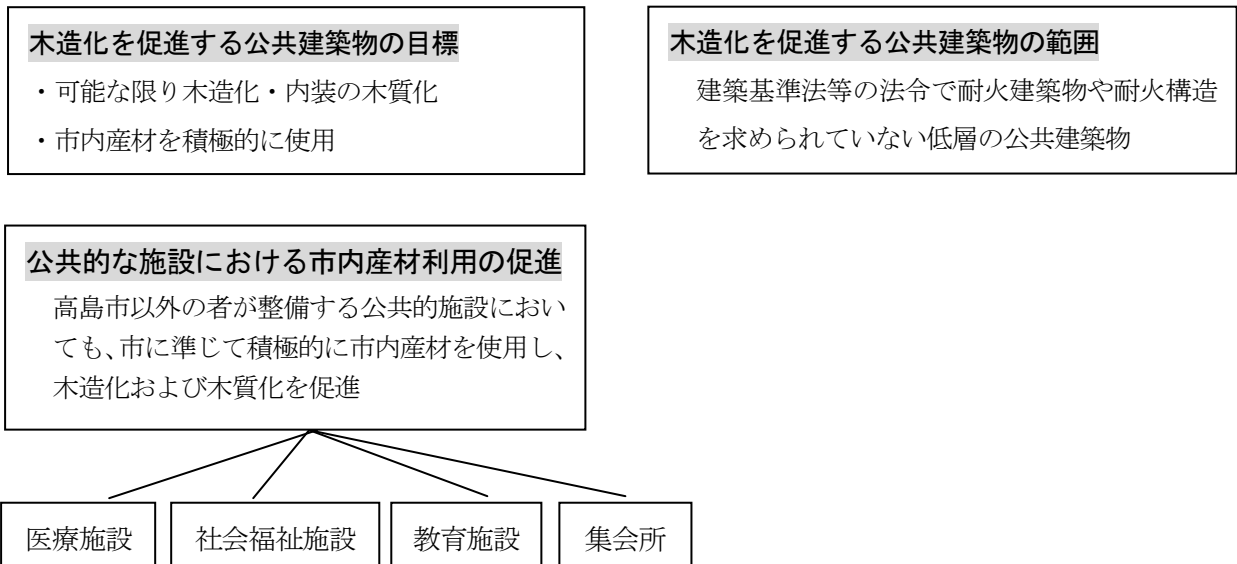 木造化を促進する公共建築物の目標
・可能な限り木造化・内装の木質化
・市内産材を積極的に使用
木造化を促進する公共建築物の範囲
建築基準法等の法令で耐火建築物や耐火構造
を求められていない低層の公共建築物
公共的な施設における市内産材利用の促進
高島市以外の者が整備する公共的施設におい
ても、市に準じて積極的に市内産材を使用し、
木造化および木質化を促進
医療施設
社会福祉施設
教育施設
集会所